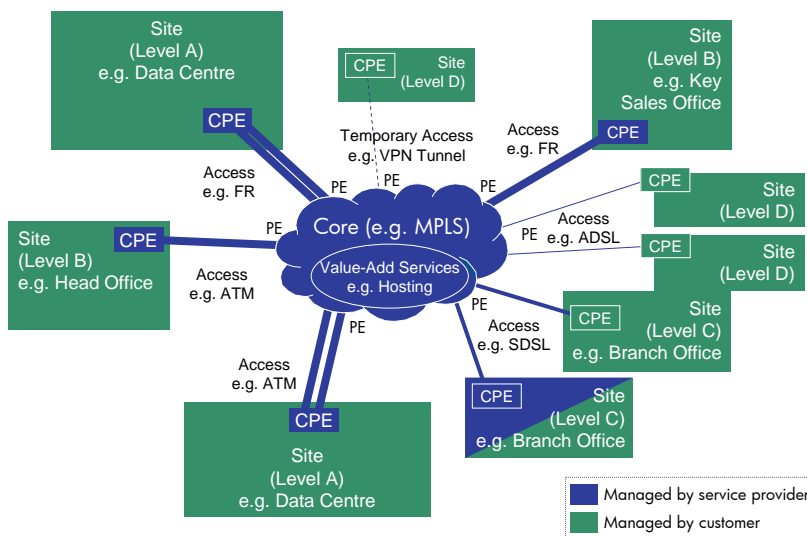 Site
(Level A)
e.g. Data Centre
CPE
Access
e.g. FR
PE
CPE
Site
(Level D)
Temporary Access
e.g. VPN Tunnel
PE
Site
(Level B)
e.g. Key
Sales Office
CPE
Access
e.g. FR
PE
CPE
Site
(Level D)
PE
Access
e.g. ADSL
CPE
Site
(Level D)
Core (e.g. MPLS)
Value-Add Services
e.g. Hosting
Site
(Level B)
e.g. Head Office
CPE
PE
Access
e.g. ATM
PE
Access
e.g. SDSL
CPE
Site
(Level C)
e.g. Branch Office
CPE
Site
(Level C)
e.g. Branch Office
PE
Access
e.g. ATM
CPE
Site
(Level A)
e.g. Data Centre
Managed by service provider
Managed by customer